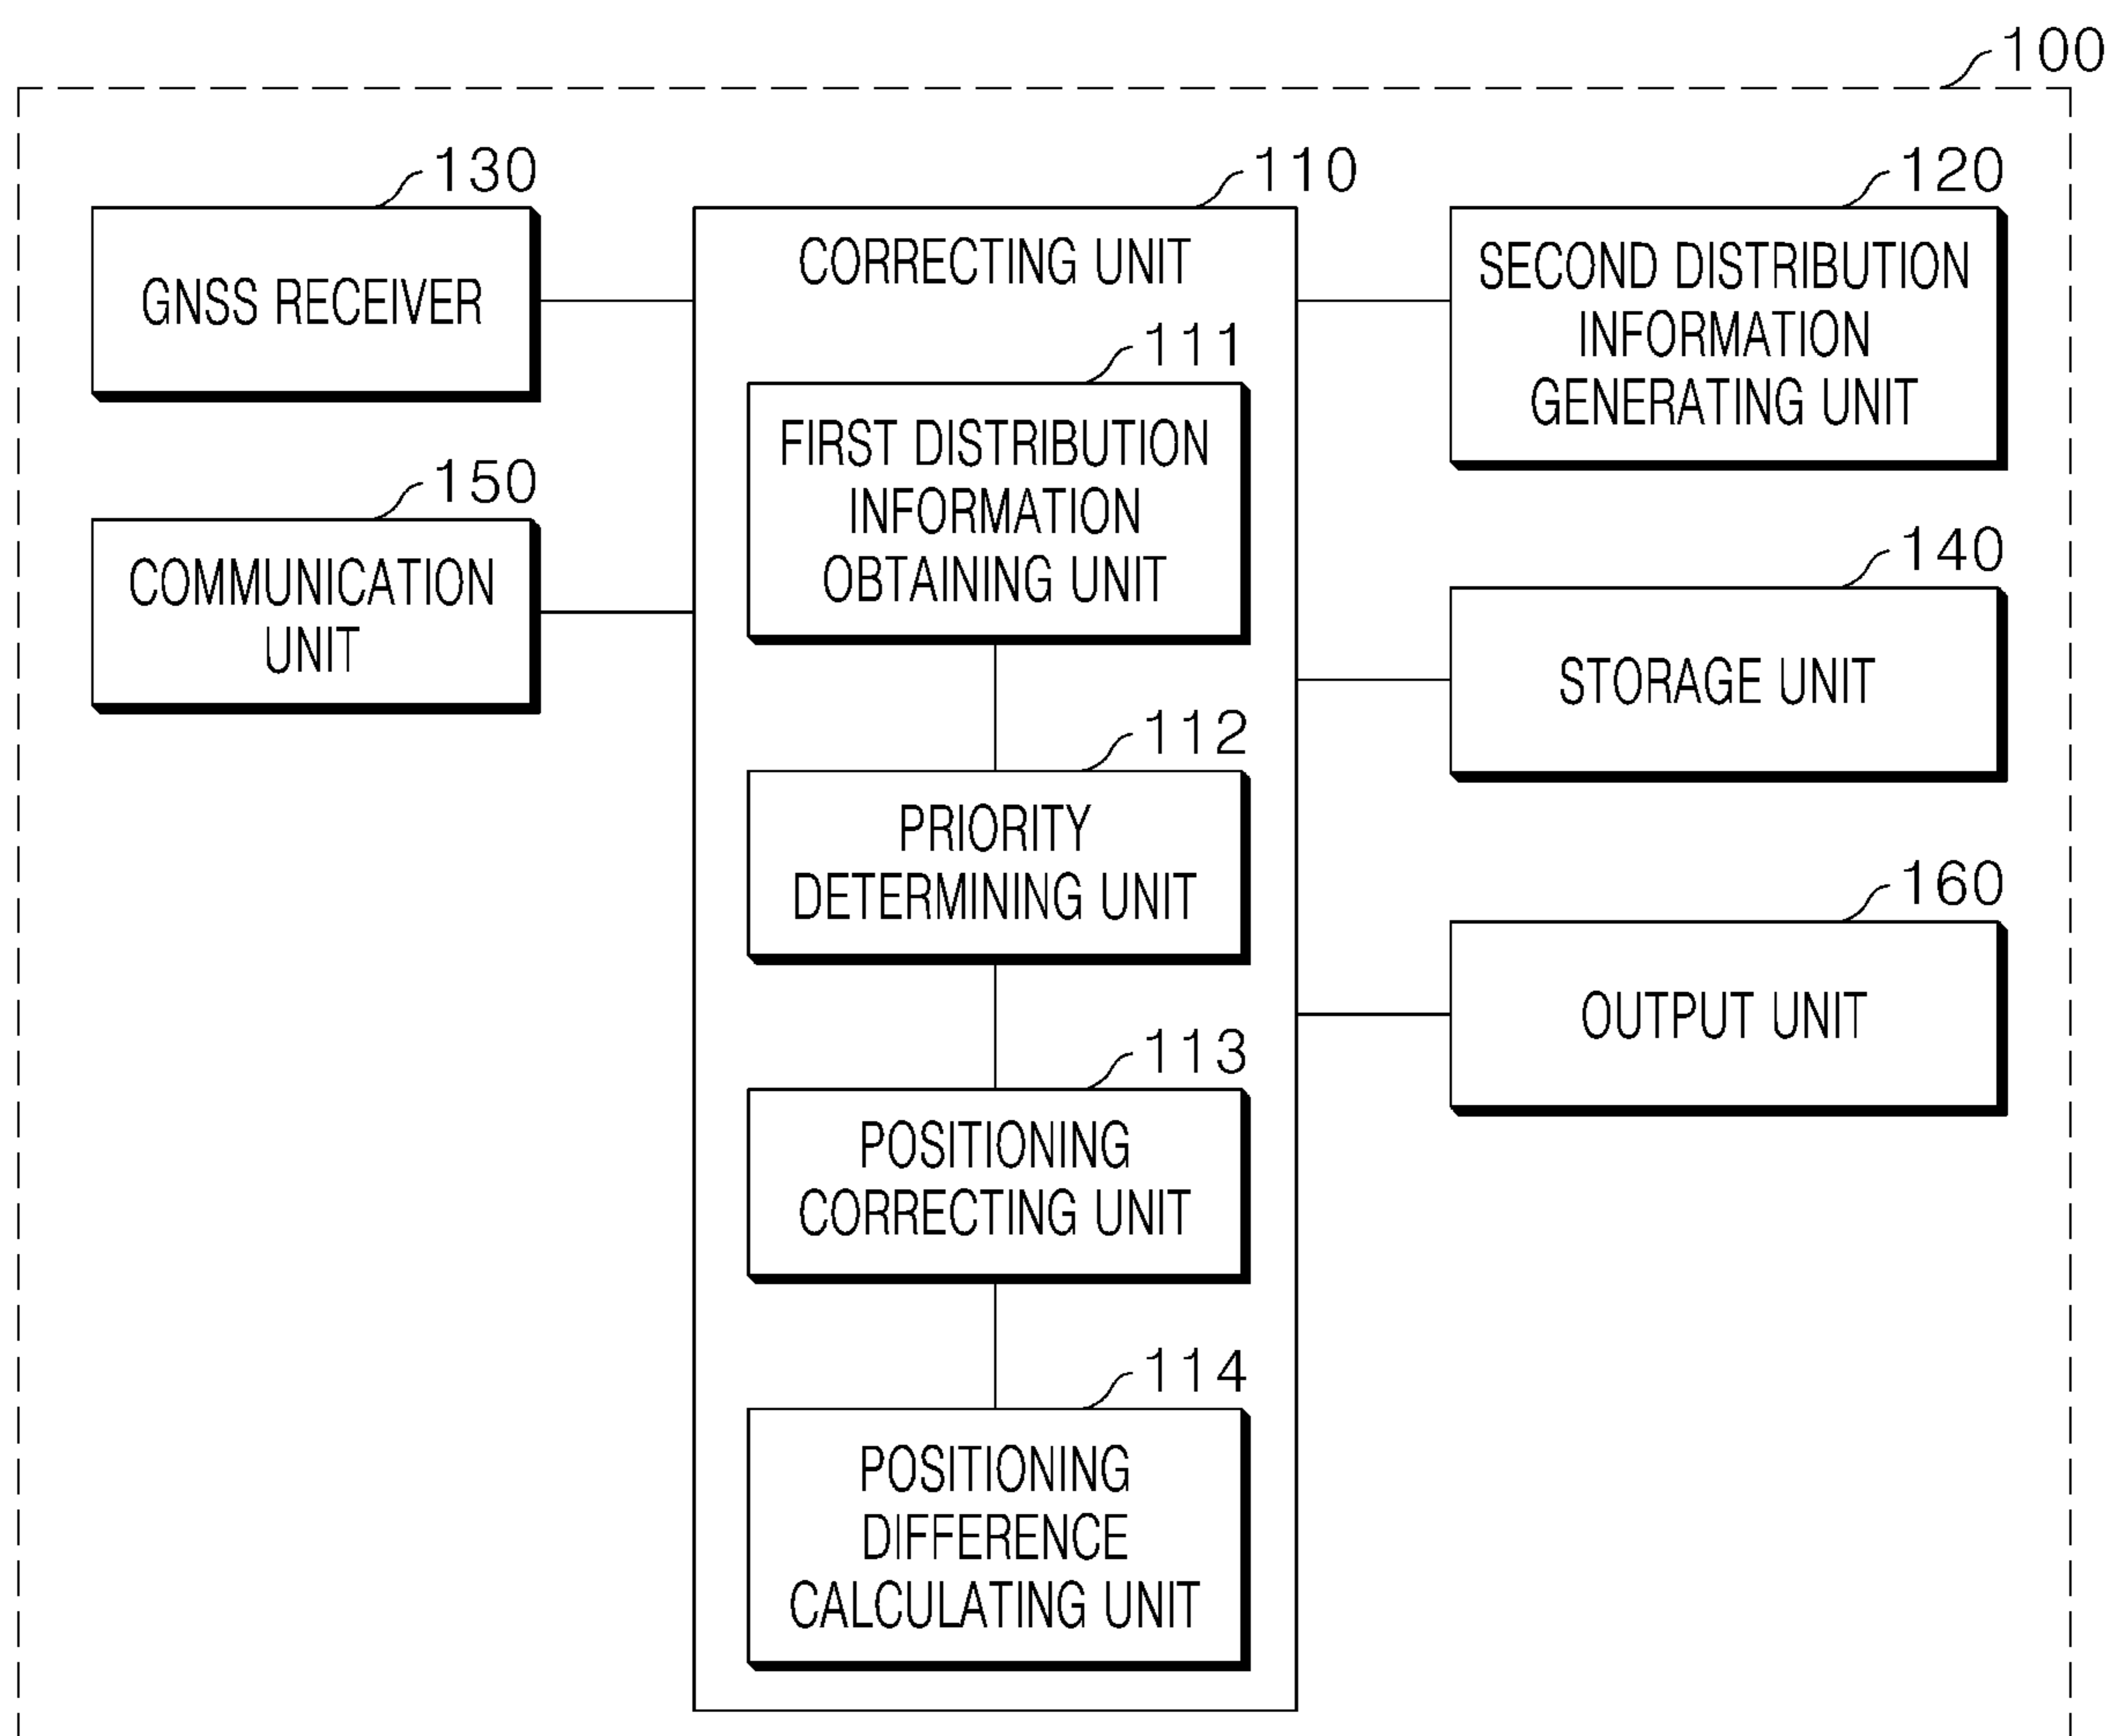 100
130
GNSS RECEIVER
150
COMMUNICATION
UNIT
110
CORRECTING UNIT
111
FIRST DISTRIBUTION
INFORMATION
OBTAINING UNIT
112
PRIORITY
DETERMINING UNIT
113
POSITIONING
CORRECTING UNIT
114
POSITIONING
DIFFERENCE
CALCULATING UNIT
120
SECOND DISTRIBUTION
INFORMATION
GENERATING UNIT
140
STORAGE UNIT
160
OUTPUT UNIT